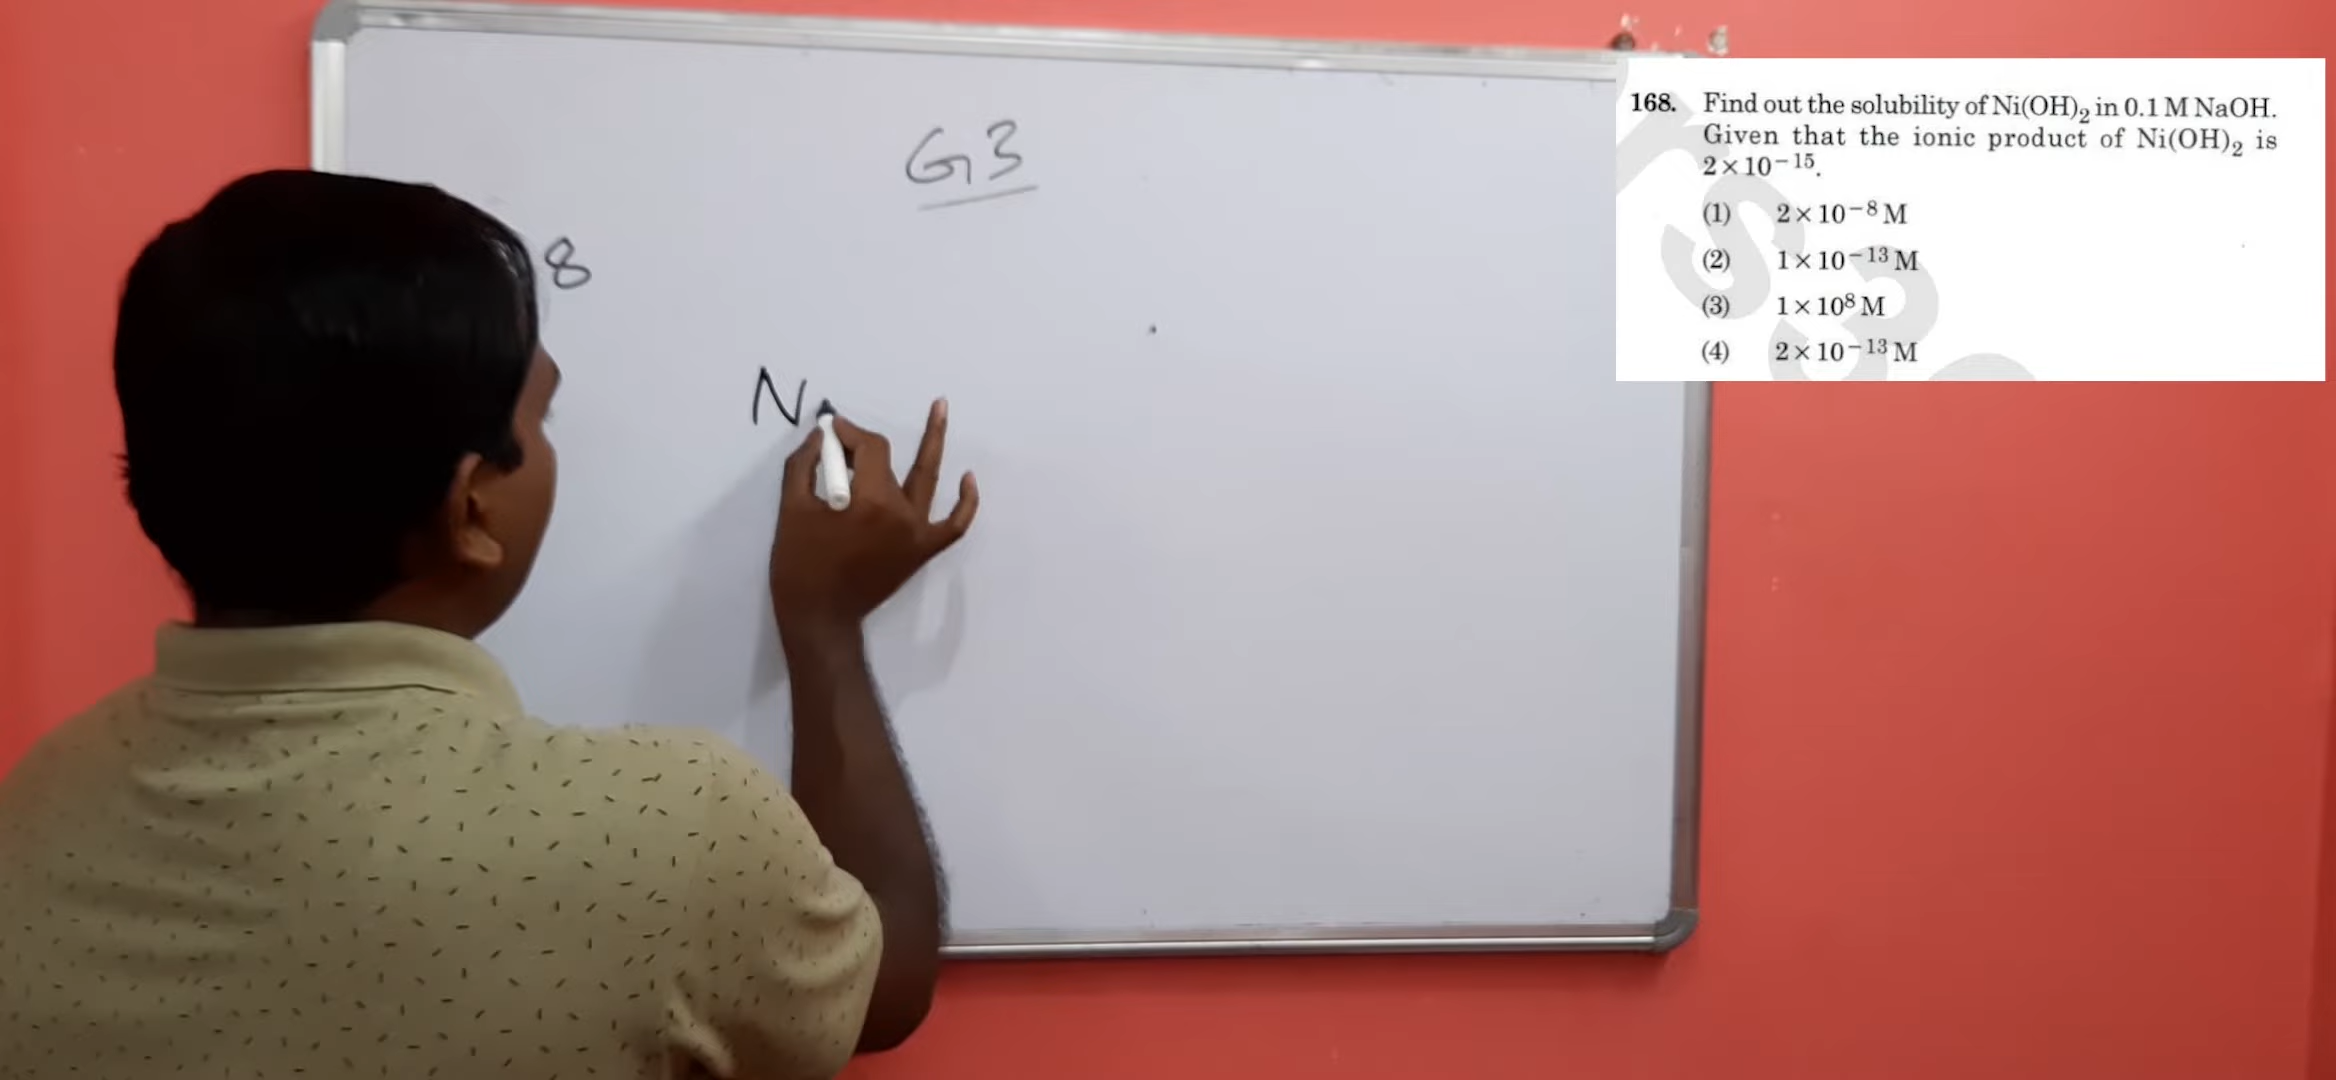 G3
8
N
168. Find out the solubility of Ni(OH)₂ in 0.1 M NaOH.
Given that the ionic product of Ni(OH)₂ is
2×10⁻¹⁵.
(1) 2×10⁻⁸ M
(2) 1×10⁻¹³ M
(3) 1×10⁸ M
(4) 2×10⁻¹³ M